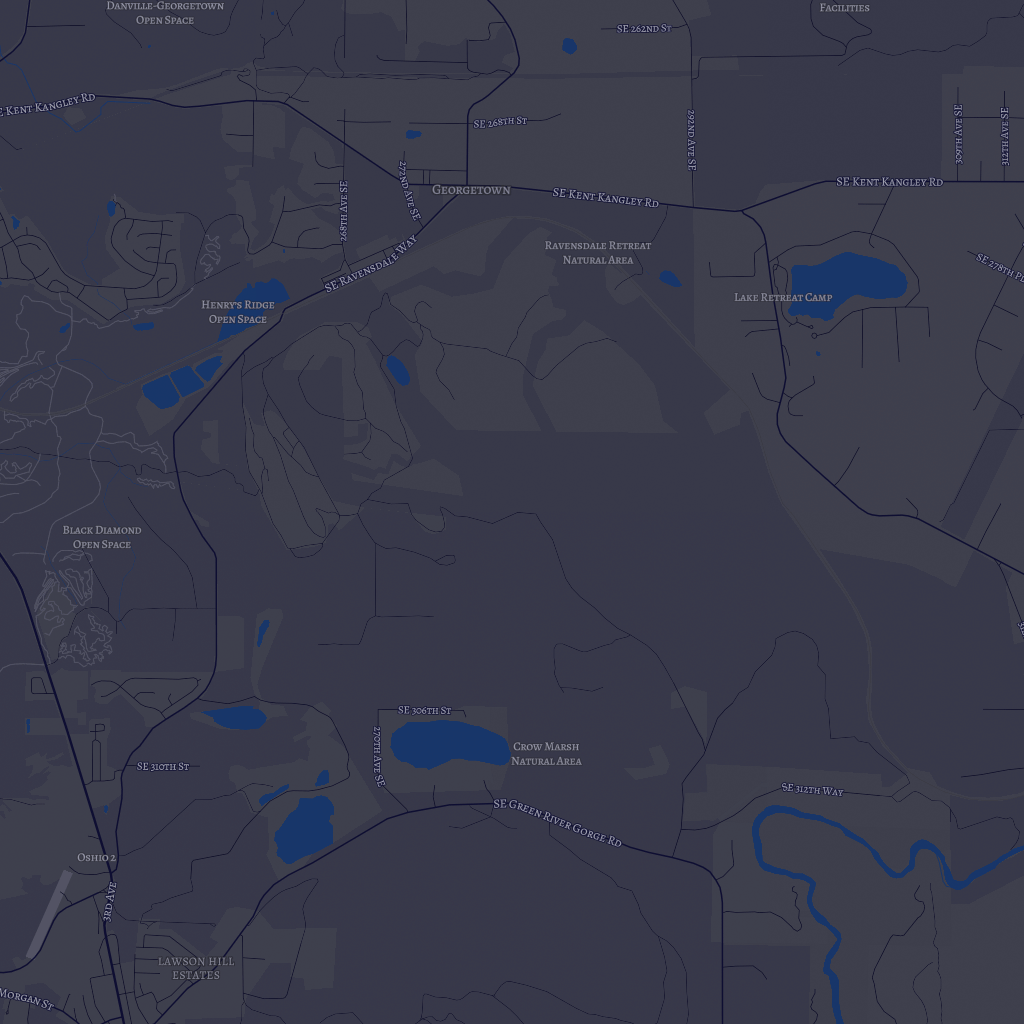 Danville-Georgetown
Open Space
Facilities
SE 262nd St
SE Kent Kangley Rd
SE 268th St
292nd Ave SE
309th Ave SE
312th Ave SE
272nd Ave SE
Georgetown
SE Kent Kangley Rd
SE Kent Kangley Rd
268th Ave SE
SE Ravensdale Way
Ravensdale Retreat
Natural Area
SE 278th Pl
Henry's Ridge
Open Space
Lake Retreat Camp
Black Diamond
Open Space
SE 306th St
270th Ave SE
Crow Marsh
Natural Area
SE 310th St
SE 312th Way
SE Green River Gorge Rd
Oshio 2
3rd Ave
Lawson Hill
Estates
Morgan St